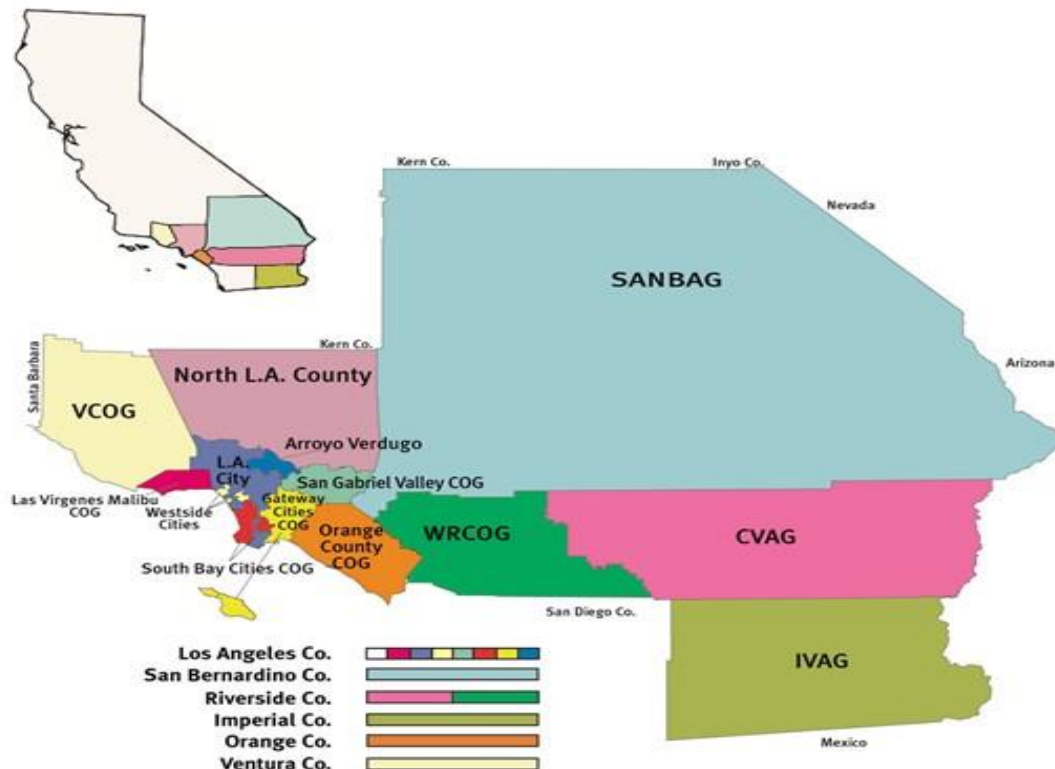 Kern Co.
Inyo Co.
Nevada
SANBAG
Santa Barbara
Kern Co.
Arizona
North L.A. County
VCOG
Arroyo Verdugo
L.A.
City
San Gabriel Valley COG
Las Virgenes Malibu
COG
Westside
Cities
Gateway
Cities
COG
Orange
County
COG
WRCOG
CVAG
South Bay Cities COG
San Diego Co.
IVAG
Mexico
Los Angeles Co.
San Bernardino Co.
Riverside Co.
Imperial Co.
Orange Co.
Ventura Co.